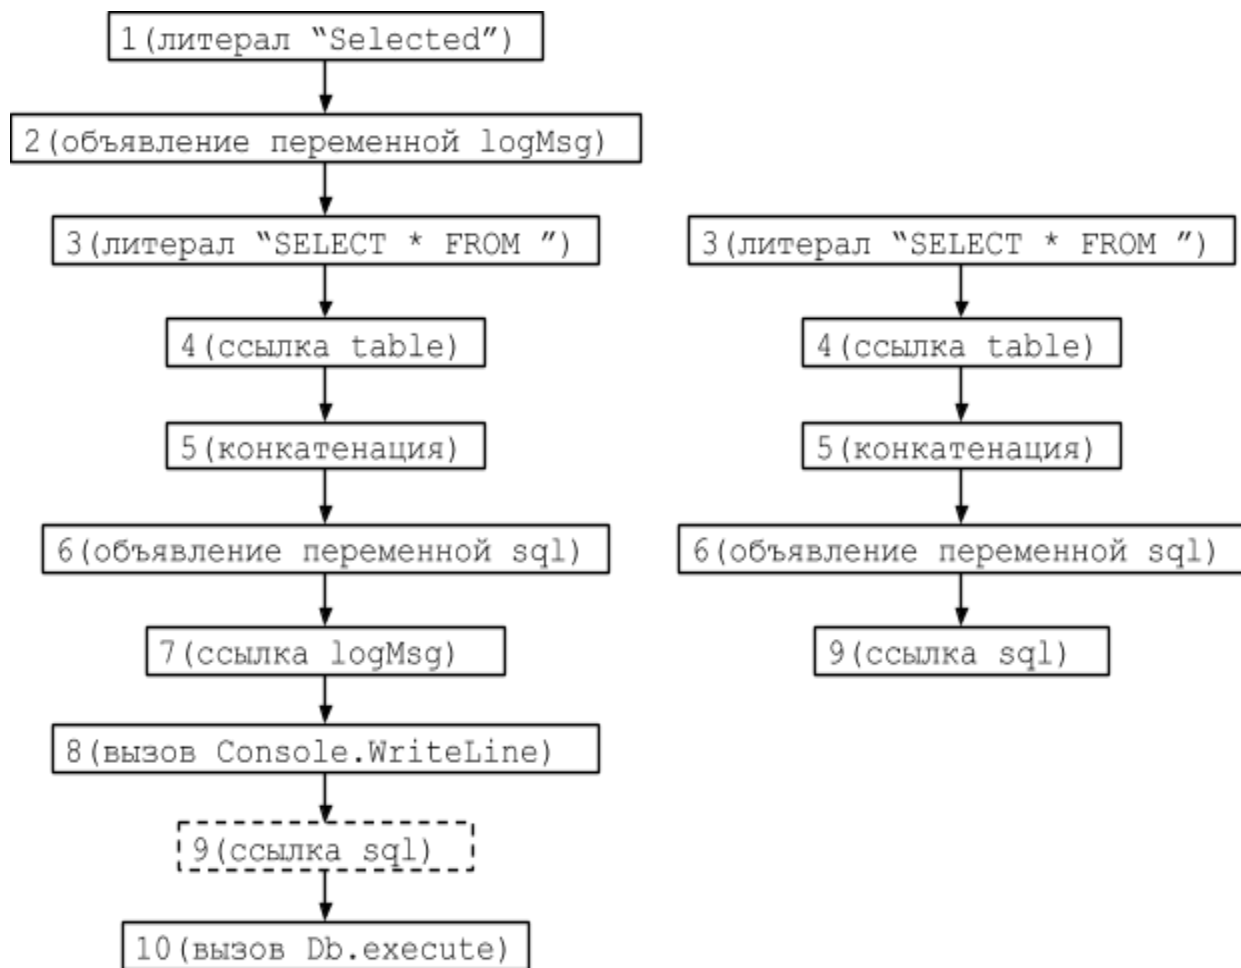 1(литерал “Selected”)
2(объявление переменной logMsg)
3(литерал “SELECT * FROM ”)
4(ссылка table)
5(конкатенация)
6(объявление переменной sql)
7(ссылка logMsg)
8(вызов Console.WriteLine)
9(ссылка sql)
10(вызов Db.execute)
3(литерал “SELECT * FROM ”)
4(ссылка table)
5(конкатенация)
6(объявление переменной sql)
9(ссылка sql)